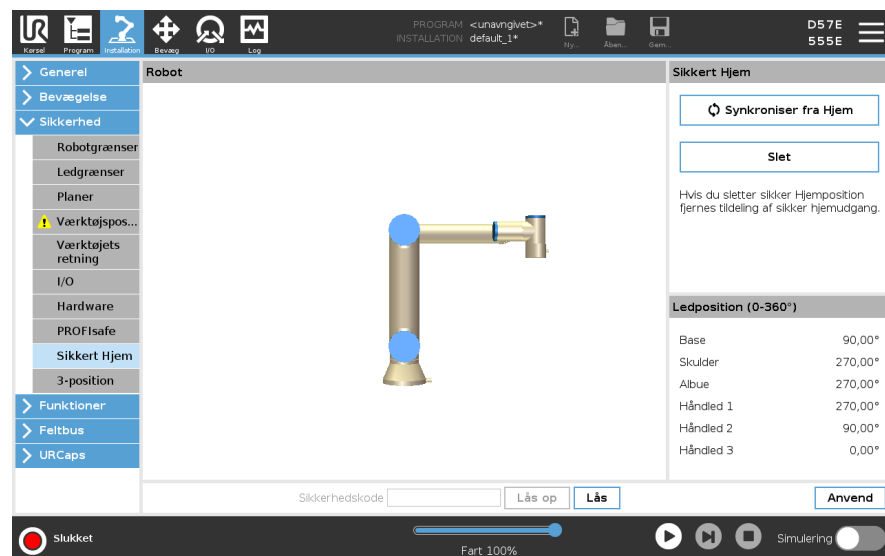 PROGRAM <unavngivet>*
INSTALLATION default_1*
D57E
555E
Kørsel
Program
Installation
Bevæg
I/O
Log
Ny...
Åben...
Gem...
Generel
Bevægelse
Sikkerhed
Robotgrænser
Ledgrænser
Planer
Værktøjspos...
Værktøjets
retning
I/O
Hardware
PROFIsafe
Sikkert Hjem
3-position
Funktioner
Feltbus
URCaps
Robot
Sikkert Hjem
Synkroniser fra Hjem
Slet
Hvis du sletter sikker Hjemposition
fjernes tildeling af sikker hjemudgang.
Ledposition (0-360°)
Base 90,00°
Skulder 270,00°
Albue 270,00°
Håndled 1 270,00°
Håndled 2 90,00°
Håndled 3 0,00°
Sikkerhedskode Lås op Lås Anvend
Slukket
Fart 100%
Simulering